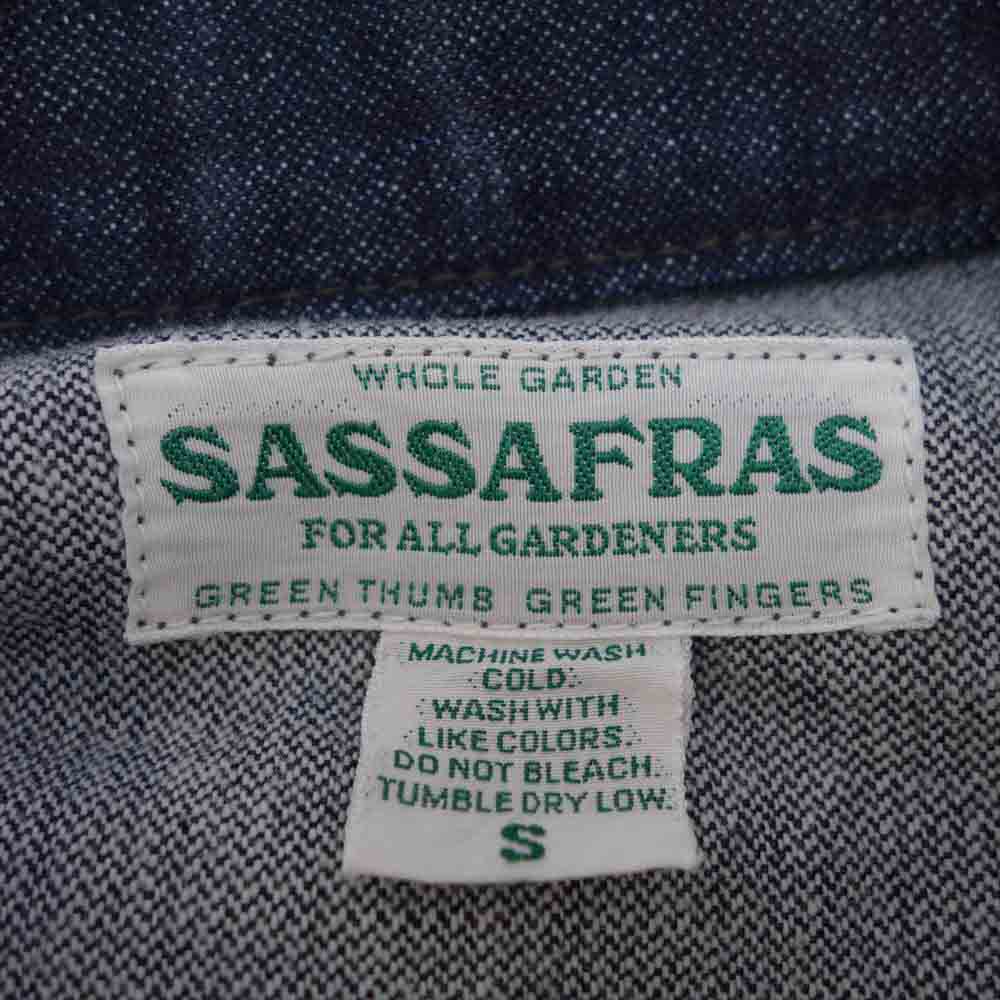 WHOLE GARDEN
SASSAFRAS
FOR ALL GARDENERS
GREEN THUMB GREEN FINGERS
MACHINE WASH
COLD.
WASH WITH
LIKE COLORS.
DO NOT BLEACH.
TUMBLE DRY LOW.
S